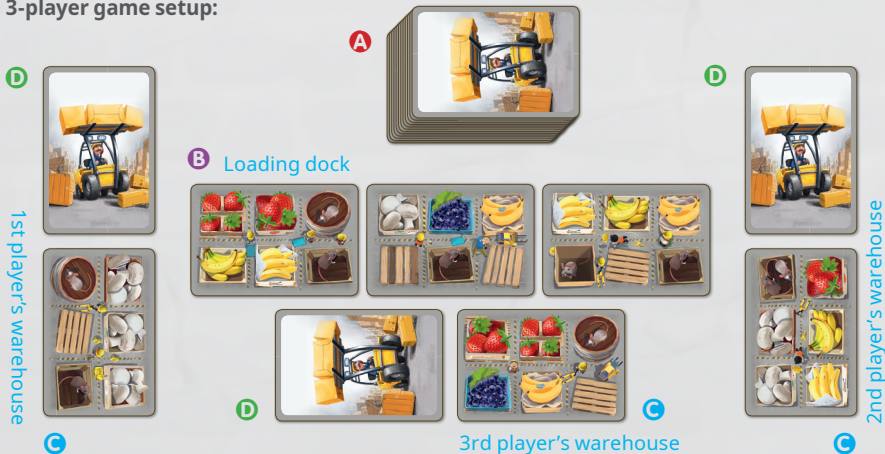 3-player game setup:
A
D
D
B Loading dock
1st player's warehouse
2nd player's warehouse
D
C
C
C
3rd player's warehouse